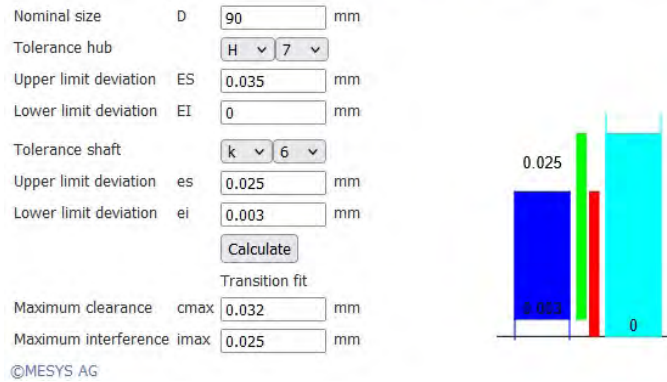 Nominal size D 90 mm
Tolerance hub H 7
Upper limit deviation ES 0.035 mm
Lower limit deviation EI 0 mm
Tolerance shaft k 6
Upper limit deviation es 0.025 mm
Lower limit deviation ei 0.003 mm
Calculate
Transition fit
Maximum clearance cmax 0.032 mm
Maximum interference imax 0.025 mm
©MESYS AG
0.025
0.003
0